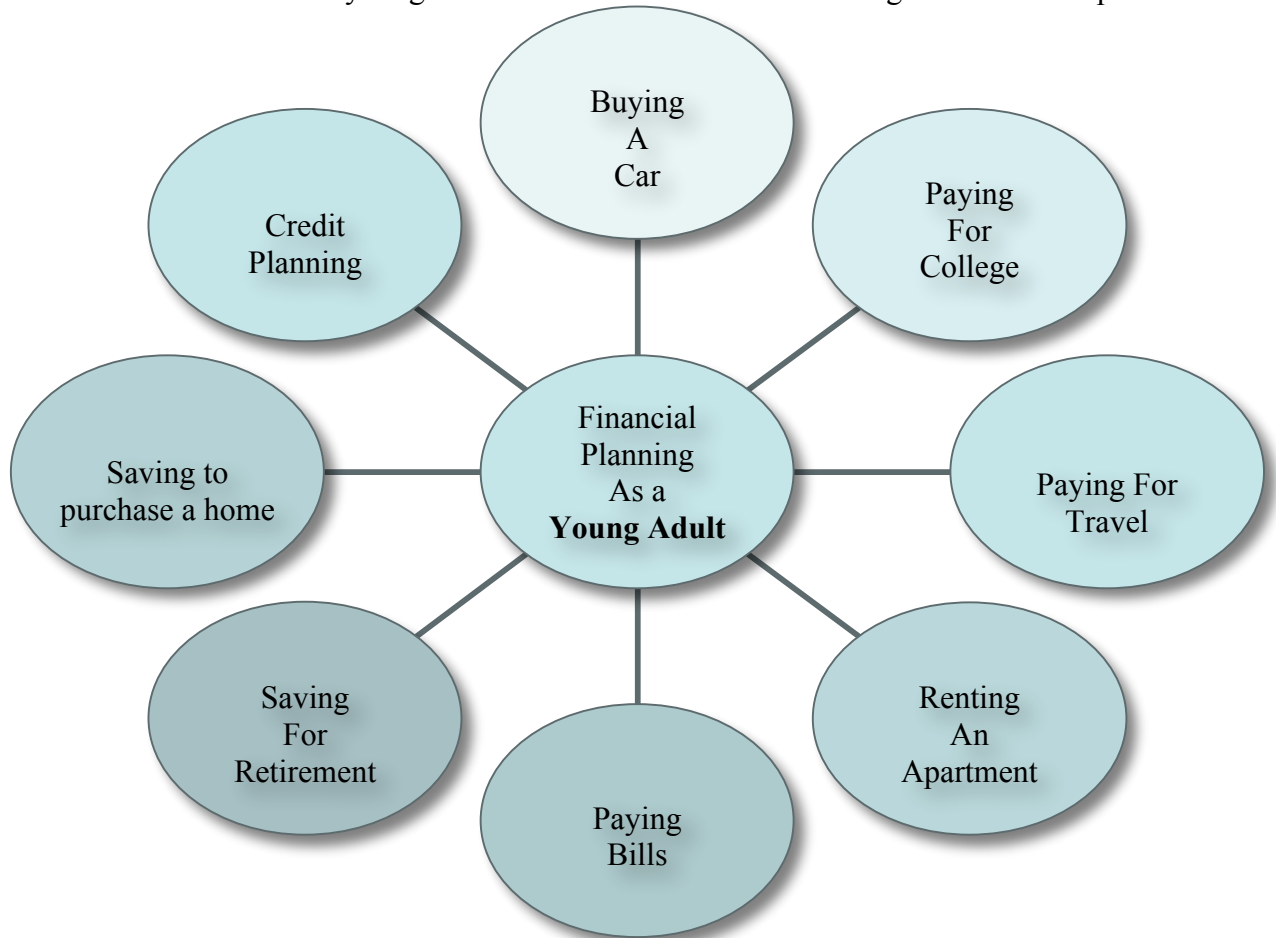 Buying
A
Car
Paying
For
College
Paying For
Travel
Renting
An
Apartment
Paying
Bills
Saving
For
Retirement
Saving to
purchase a home
Credit
Planning
Financial
Planning
As a
Young Adult